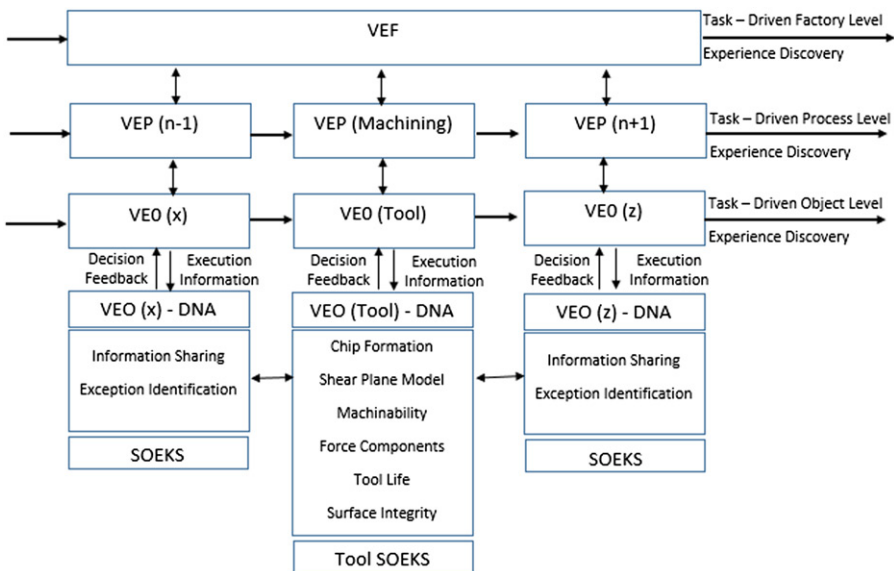 VEF
Task – Driven Factory Level
Experience Discovery
VEP (n-1)
VEP (Machining)
VEP (n+1)
Task – Driven Process Level
Experience Discovery
VE0 (x)
VE0 (Tool)
VE0 (z)
Task – Driven Object Level
Experience Discovery
Decision
Feedback
Execution
Information
Decision
Feedback
Execution
Information
Decision
Feedback
Execution
Information
VEO (x) - DNA
VEO (Tool) - DNA
VEO (z) - DNA
Information Sharing
Exception Identification
Chip Formation
Shear Plane Model
Machinability
Force Components
Tool Life
Surface Integrity
Information Sharing
Exception Identification
SOEKS
Tool SOEKS
SOEKS